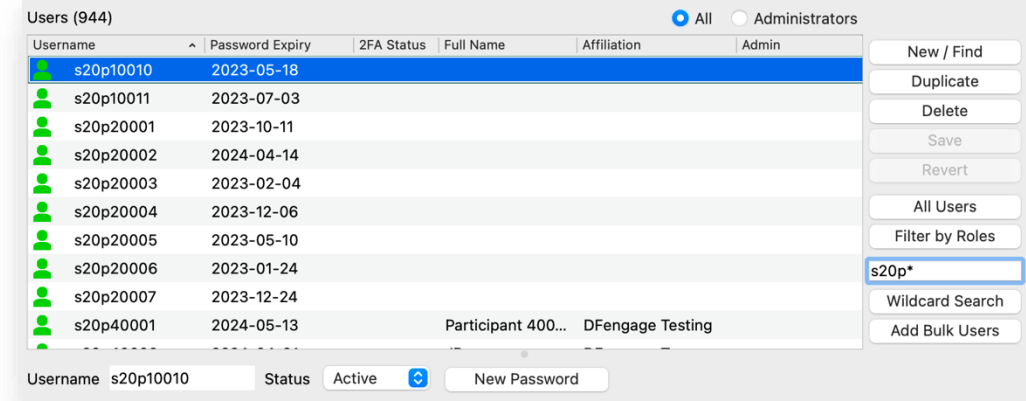 Users (944)
All
Administrators
Username Password Expiry 2FA Status Full Name Affiliation Admin
s20p10010 2023-05-18
s20p10011 2023-07-03
s20p20001 2023-10-11
s20p20002 2024-04-14
s20p20003 2023-02-04
s20p20004 2023-12-06
s20p20005 2023-05-10
s20p20006 2023-01-24
s20p20007 2023-12-24
s20p40001 2024-05-13 Participant 400... DFengage Testing
New / Find
Duplicate
Delete
Save
Revert
All Users
Filter by Roles
s20p*
Wildcard Search
Add Bulk Users
Username s20p10010 Status Active New Password